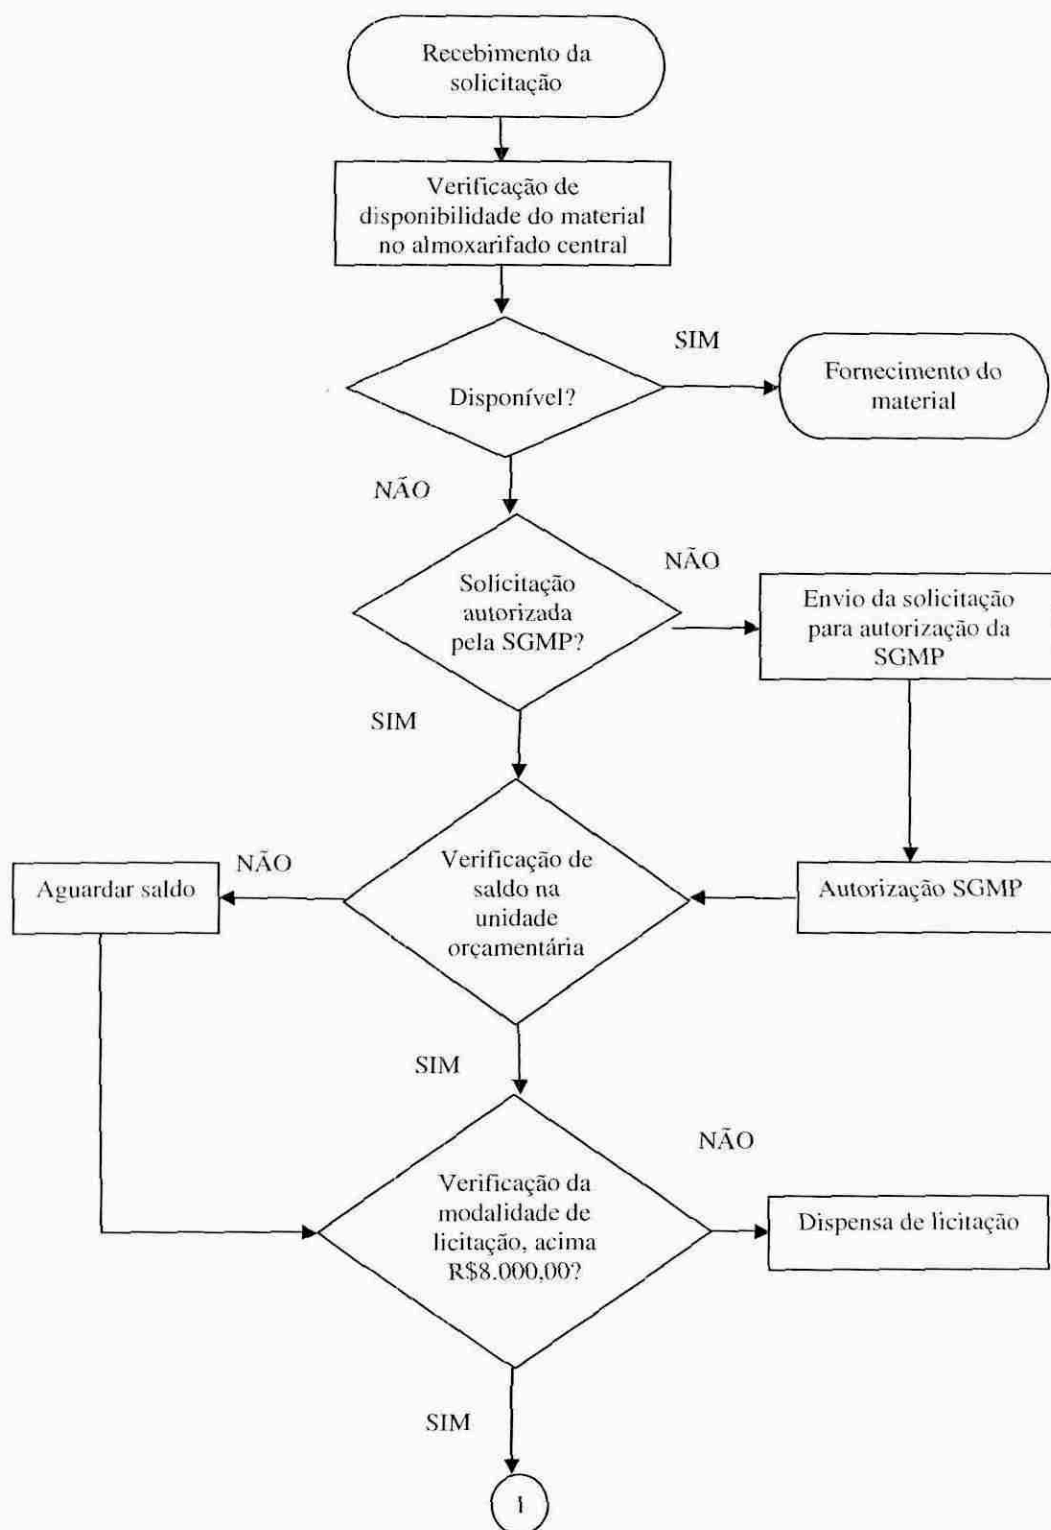 Recebimento da
solicitação
Verificação de
disponibilidade do material
no almoxarifado central
SIM
Disponível?
Fornecimento do
material
NÃO
NÃO
Solicitação
autorizada
pela SGMP?
Envio da solicitação
para autorização da
SGMP
SIM
NÃO
Aguardar saldo
Verificação de
saldo na
unidade
orçamentária
Autorização SGMP
SIM
NÃO
Verificação da
modalidade de
licitação, acima
R$8.000,00?
Dispensa de licitação
SIM
1